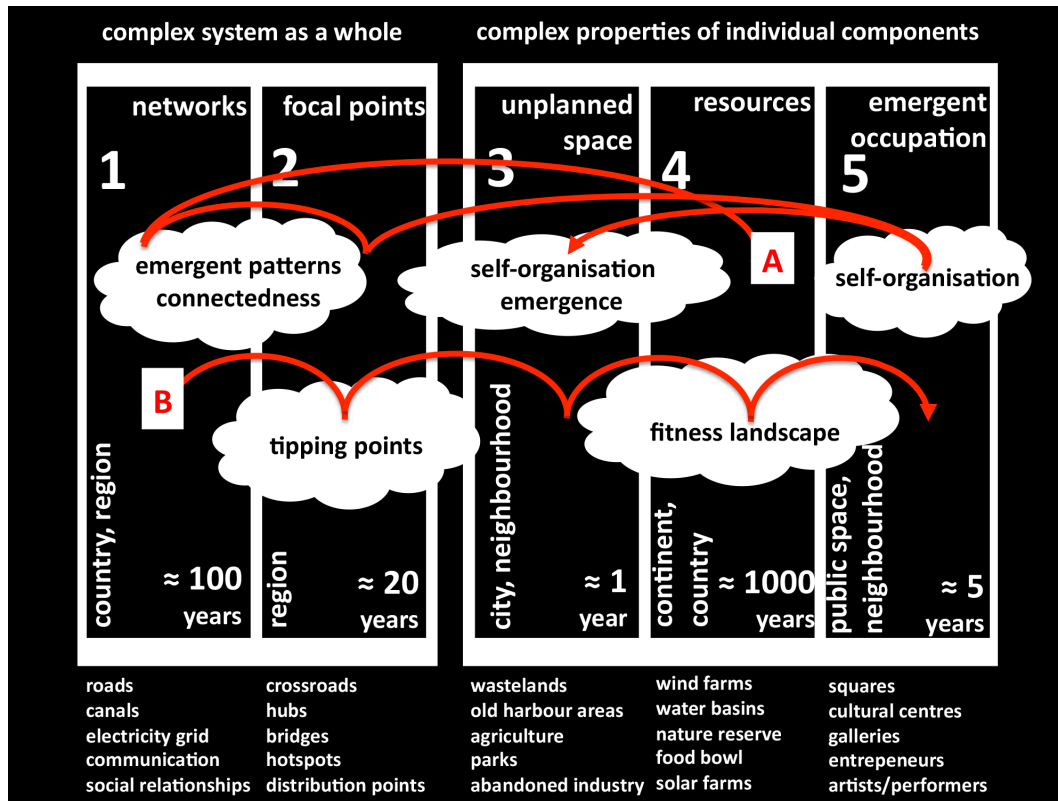 complex system as a whole
complex properties of individual components
networks
1
focal points
2
unplanned
space
3
resources
4
emergent
occupation
5
emergent patterns
connectedness
self-organisation
emergence
A
self-organisation
B
tipping points
fitness landscape
country, region
≈ 100
years
region
≈ 20
years
city, neighbourhood
≈ 1
year
continent,
country
≈ 1000
years
public space,
neighbourhood
≈ 5
years
roads
canals
electricity grid
communication
social relationships
crossroads
hubs
bridges
hotspots
distribution points
wastelands
old harbour areas
agriculture
parks
abandoned industry
wind farms
water basins
nature reserve
food bowl
solar farms
squares
cultural centres
galleries
entrepeneurs
artists/performers